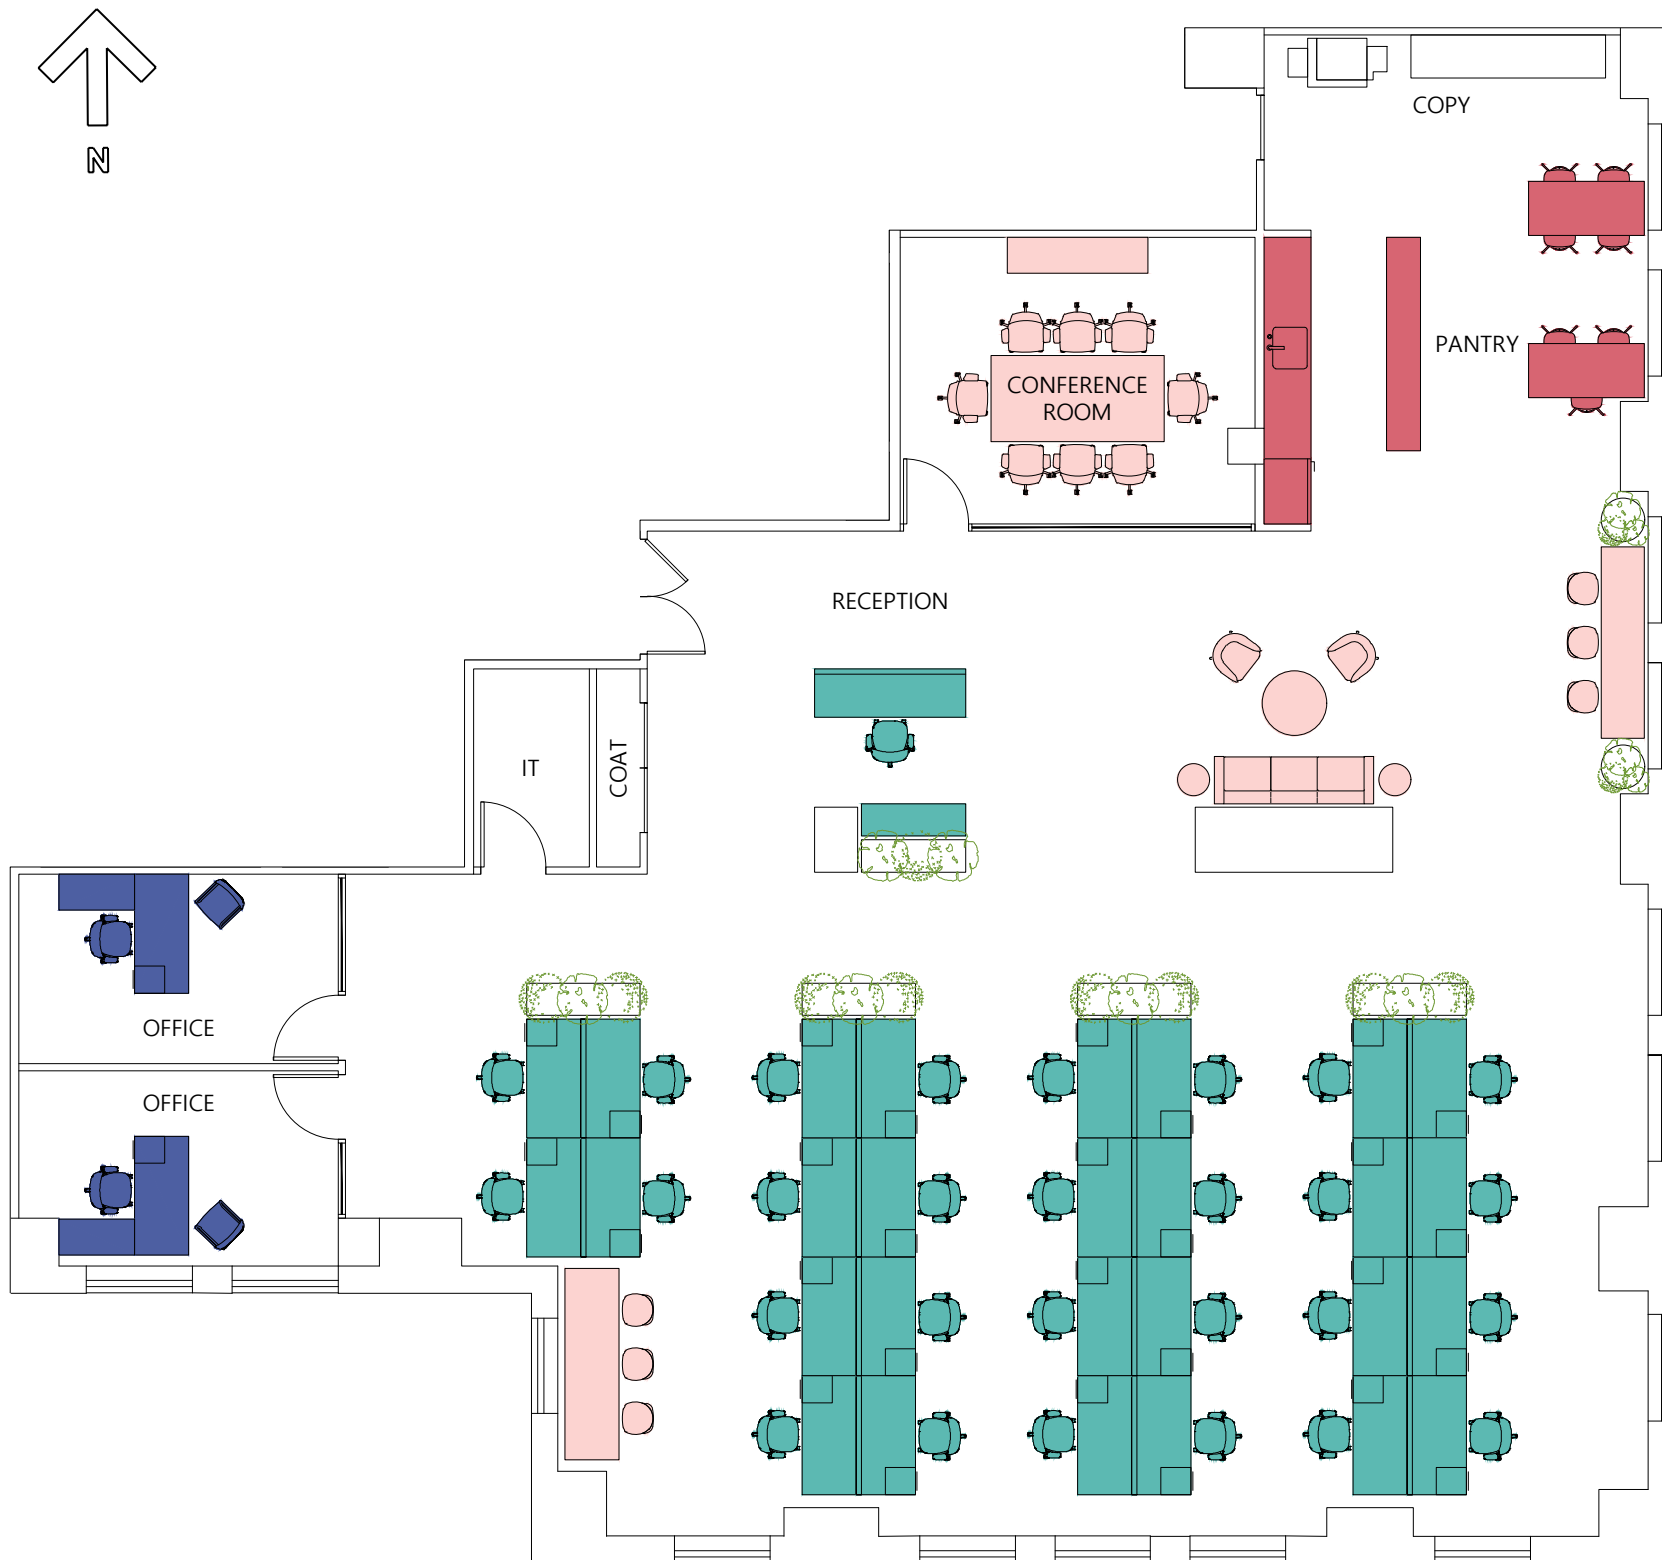 N
COPY
PANTRY
CONFERENCE
ROOM
RECEPTION
IT
COAT
OFFICE
OFFICE